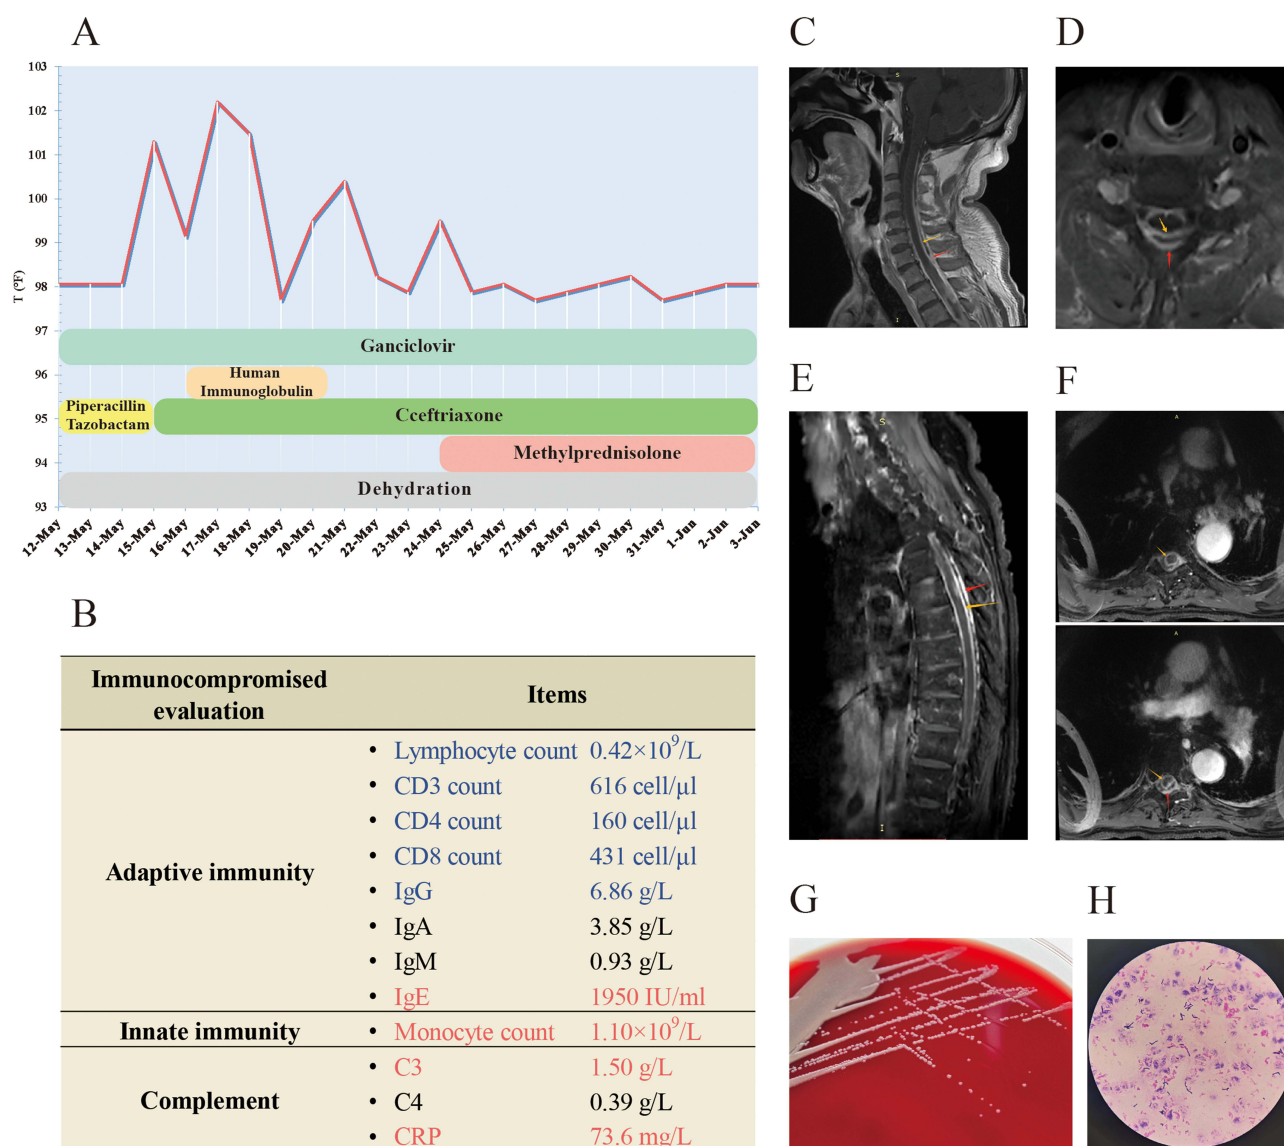 A
103
102
101
100
99
98
97
96
95
94
93
T (°F)
Ganciclovir
Human
Immunoglobulin
Piperacillin
Tazobactam
Cceftriaxone
Methylprednisolone
Dehydration
12-May
13-May
14-May
15-May
16-May
17-May
18-May
19-May
20-May
21-May
22-May
23-May
24-May
25-May
26-May
27-May
28-May
29-May
30-May
31-May
1-Jun
2-Jun
3-Jun
B
Immunocompromised
evaluation
Items
Adaptive immunity
• Lymphocyte count 0.42×10⁹/L
• CD3 count 616 cell/µl
• CD4 count 160 cell/µl
• CD8 count 431 cell/µl
• IgG 6.86 g/L
• IgA 3.85 g/L
• IgM 0.93 g/L
• IgE 1950 IU/ml
Innate immunity
• Monocyte count 1.10×10⁹/L
Complement
• C3 1.50 g/L
• C4 0.39 g/L
• CRP 73.6 mg/L
C
S
I
D
E
S
I
F
A
A
G
H